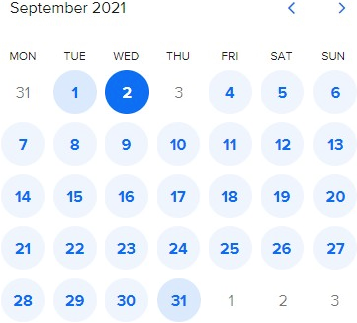 September 2021
MON TUE WED THU FRI SAT SUN
31 1 2 3 4 5 6
7 8 9 10 11 12 13
14 15 16 17 18 19 20
21 22 23 24 25 26 27
28 29 30 31 1 2 3